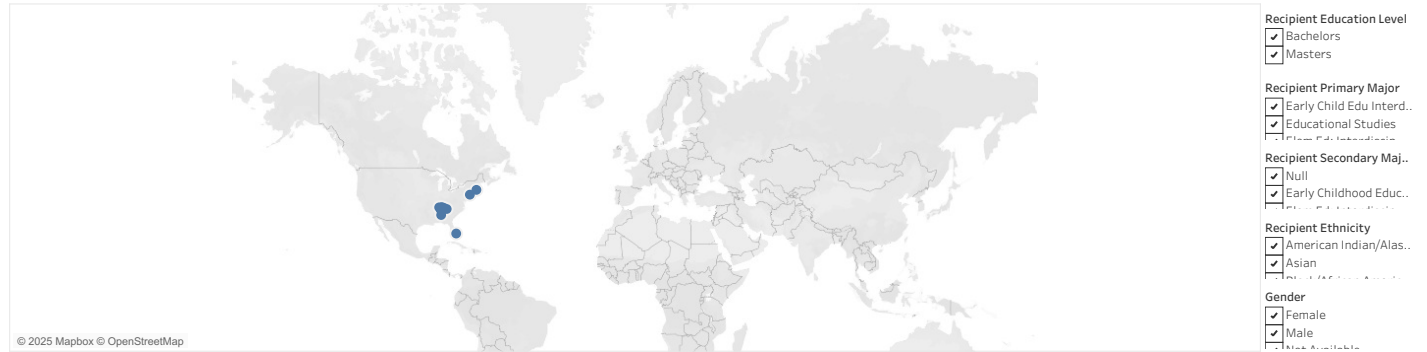 Recipient Education Level
Bachelors
Masters
Recipient Primary Major
Early Child Edu Interd..
Educational Studies
Recipient Secondary Maj..
Null
Early Childhood Educ..
Recipient Ethnicity
American Indian/Alas..
Asian
Gender
Female
Male
© 2025 Mapbox © OpenStreetMap